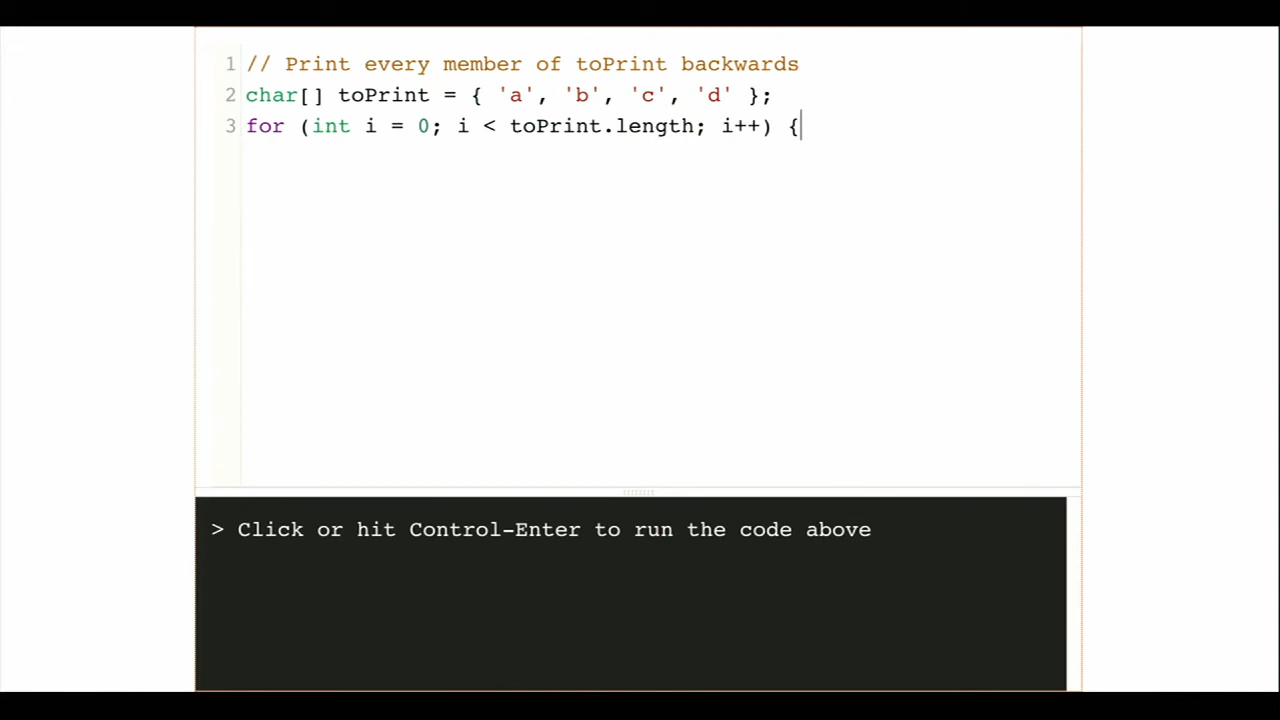 1 // Print every member of toPrint backwards
2 char[] toPrint = { 'a', 'b', 'c', 'd' };
3 for (int i = 0; i < toPrint.length; i++) {
> Click or hit Control-Enter to run the code above